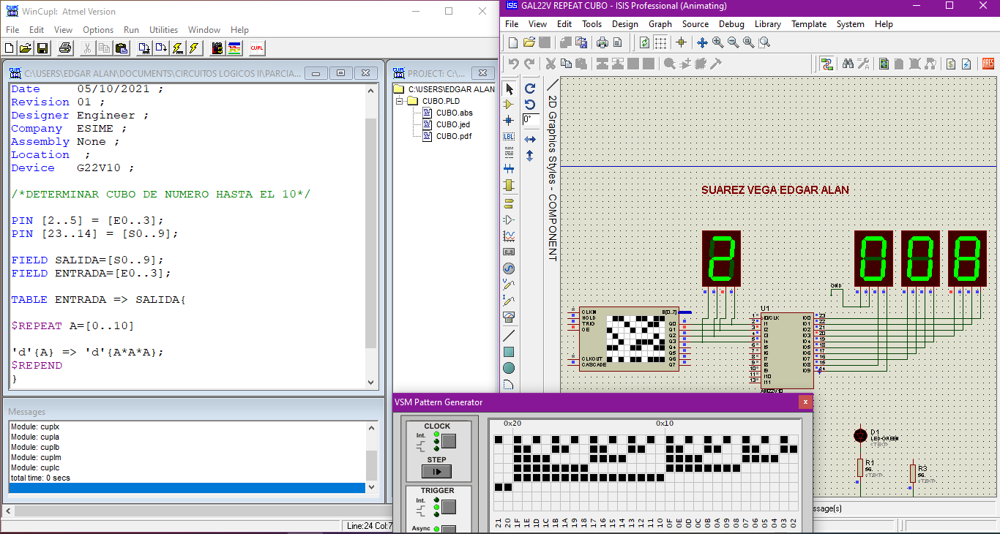 WinCupl: Atmel Version
File Edit View Options Run Utilities Window Help
C:\USERS\EDGAR ALAN\DOCUMENTS\CIRCUITOS LOGICOS II\PARCIA...
Date 05/10/2021 ;
Revision 01 ;
Designer Engineer ;
Company ESIME ;
Assembly None ;
Location ;
Device G22V10 ;
/*DETERMINAR CUBO DE NUMERO HASTA EL 10*/
PIN [2..5] = [E0..3];
PIN [23..14] = [S0..9];
FIELD SALIDA=[S0..9];
FIELD ENTRADA=[E0..3];
TABLE ENTRADA => SALIDA{
$REPEAT A=[0..10]
'd'{A} => 'd'{A*A*A};
$REPEND
}
Messages
Module: cuplx
Module: cupla
Module: cuplb
Module: cuplm
Module: cuplc
total time: 0 secs
Line:24 Col:7
PROJECT: C:\...
C:\USERS\EDGAR ALAN
CUBO.PLD
CUBO.abs
CUBO.jed
CUBO.pdf
GAL22V REPEAT CUBO - ISIS Professional (Animating)
File View Edit Tools Design Graph Source Debug Library Template System Help
0°
LBL
2D Graphics Styles - COMPONENT
SUAREZ VEGA EDGAR ALAN
2 008
GND
CLKIN
HOLD
TRIG
OE
CLKOUT
CASCADE
B[0..7]
Q0
Q1
Q2
Q3
Q4
Q5
Q6
Q7
U1
1 I0/CLK IO0 23
2 I1 IO1 22
3 I2 IO2 21
4 I3 IO3 20
5 I4 IO4 19
6 I5 IO5 18
7 I6 IO6 17
8 I7 IO7 16
9 I8 IO8 15
10 I9 IO9 14
11 I10
13 I11
AM22V10
D1
LED-GREEN
<TEXT>
R1
56.
<TEXT>
R3
56.
<TEXT>
ssage(s)
VSM Pattern Generator
CLOCK
Int.
STEP
TRIGGER
Int.
Async
0x20 0x10
21 20 1F 1E 1D 1C 1B 1A 19 18 17 16 15 14 13 12 11 10 0F 0E 0D 0C 0B 0A 09 08 07 06 05 04 03 02